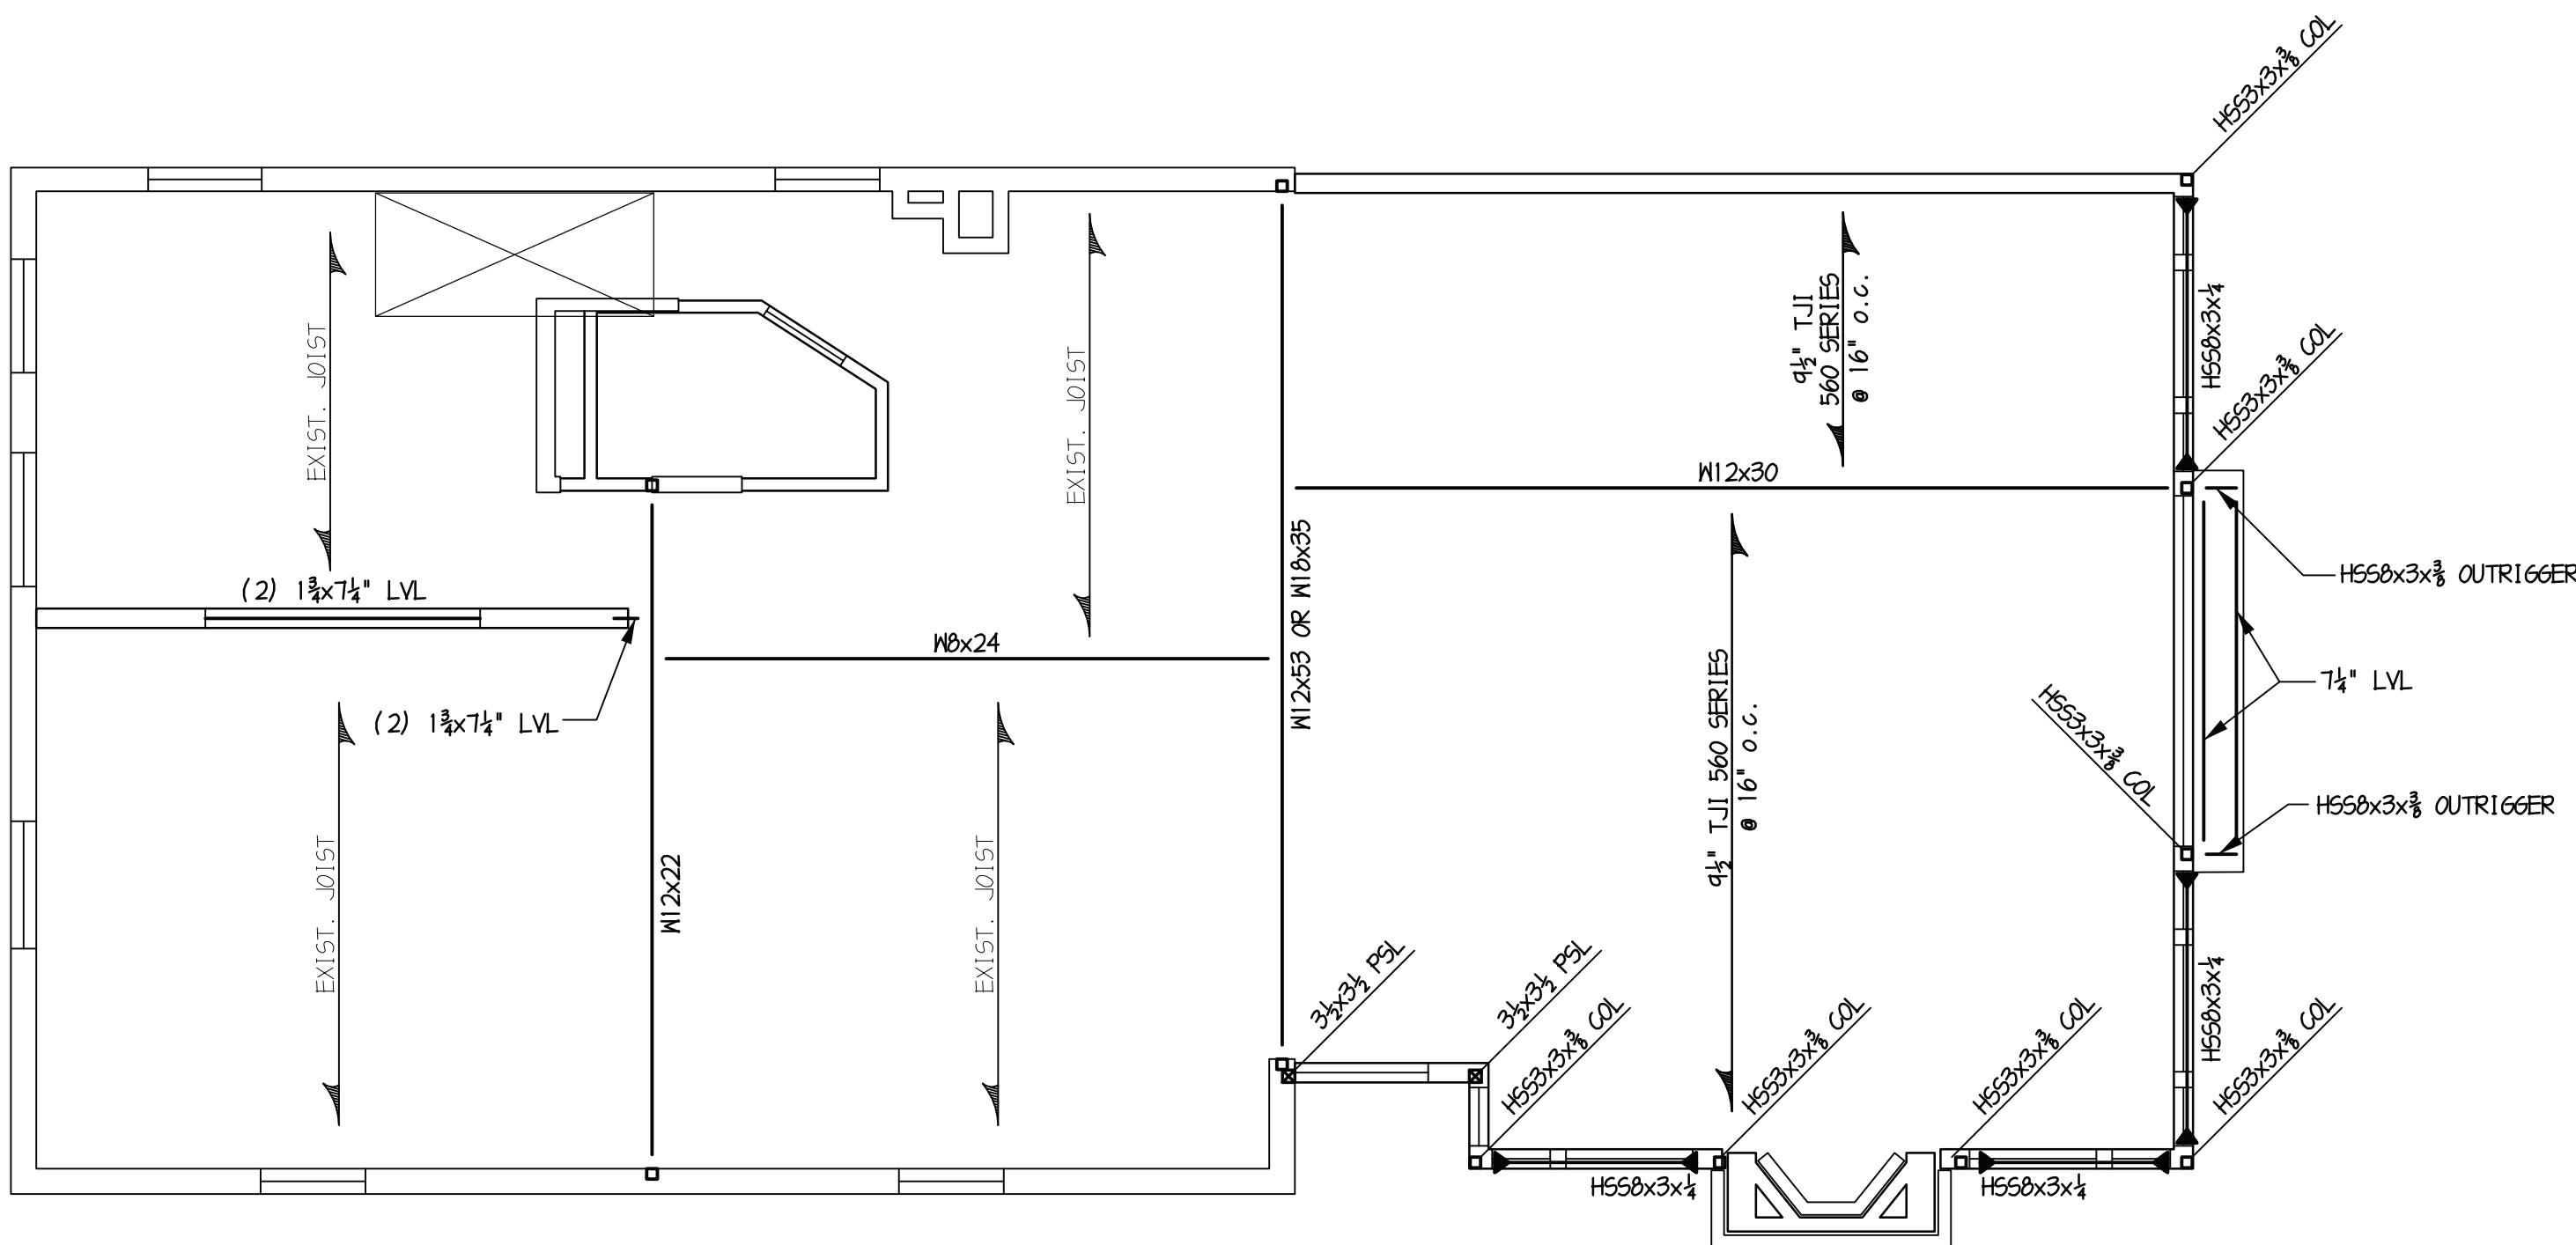 HSS3x3x⅜ COL
9½" TJI
560 SERIES
@ 16" o.c.
HSS8x3x¼
EXIST. JOIST
EXIST. JOIST
HSS3x3x⅜ COL
W12x30
(2) 1¾x7¼" LVL
W12x53 OR W18x35
HSS8x3x⅜ OUTRIGGER
W8x24
7¼" LVL
(2) 1¾x7¼" LVL
9½" TJI 560 SERIES
@ 16" o.c.
HSS3x3x⅜ COL
HSS8x3x⅜ OUTRIGGER
EXIST. JOIST
W12x22
EXIST. JOIST
3½x3½ PSL
3½x3½ PSL
HSS3x3x⅜ COL
HSS3x3x⅜ COL
HSS3x3x⅜ COL
HSS8x3x¼
HSS3x3x⅜ COL
HSS8x3x¼
HSS8x3x¼